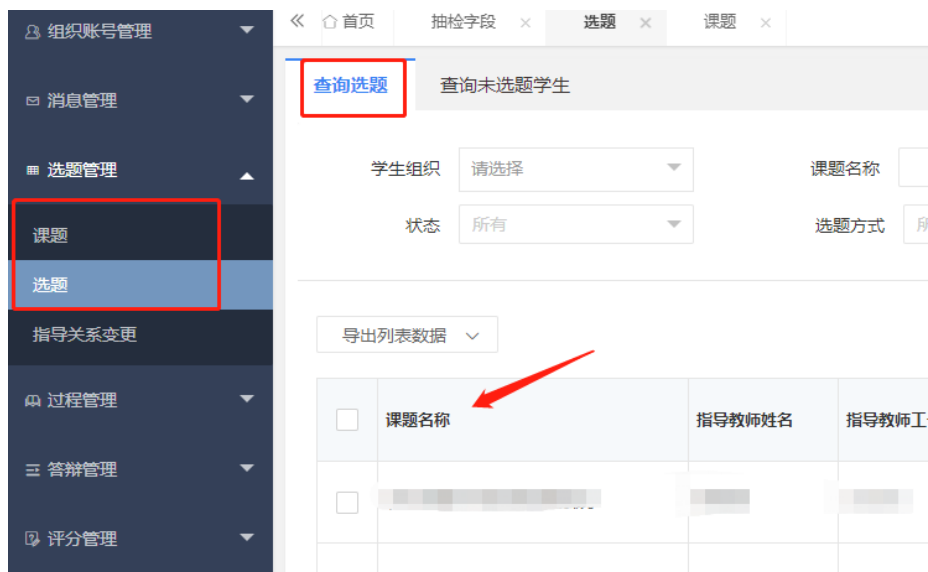 组织账号管理
消息管理
选题管理
课题
选题
指导关系变更
过程管理
答辩管理
评分管理
首页
抽检字段
选题
课题
查询选题
查询未选题学生
学生组织
请选择
课题名称
状态
所有
选题方式
导出列表数据
课题名称
指导教师姓名
指导教师工